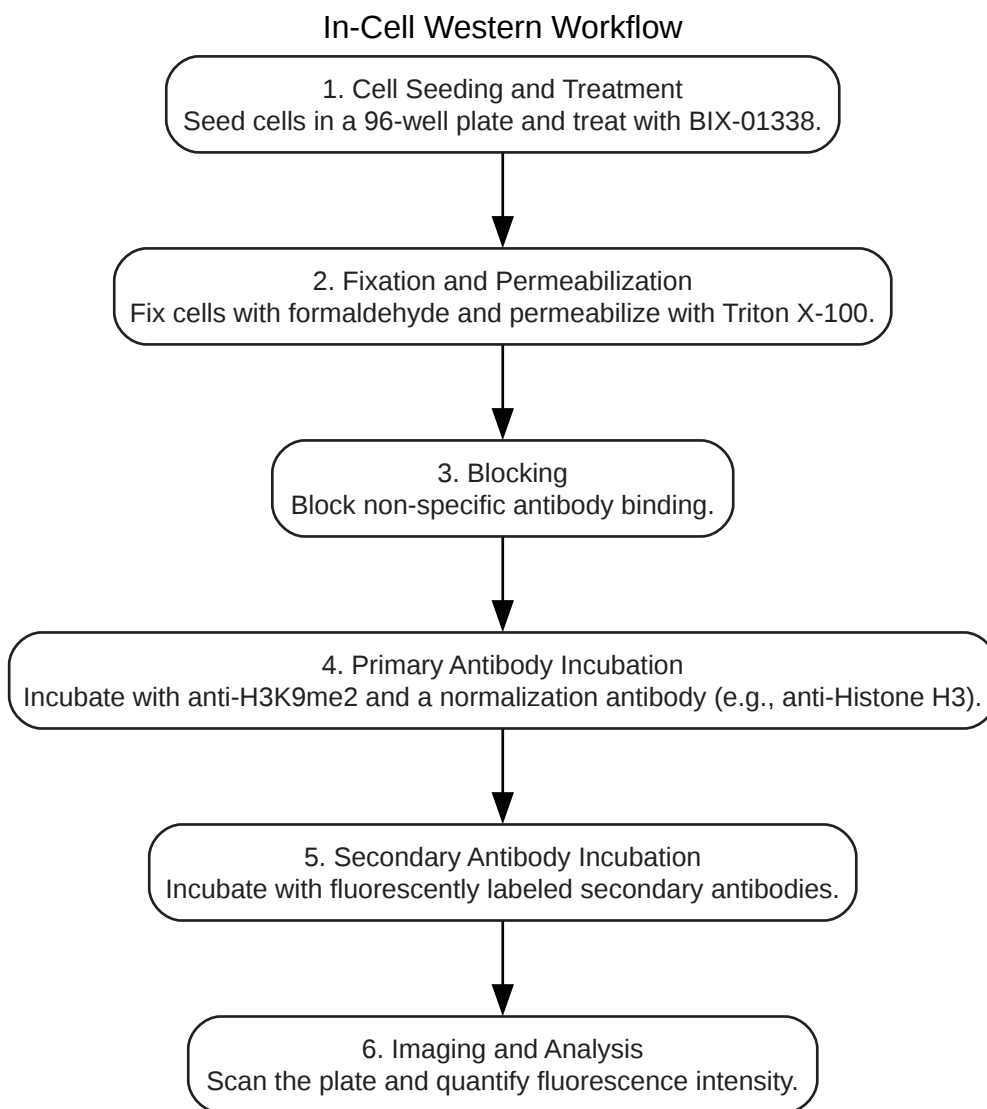 In-Cell Western Workflow
1. Cell Seeding and Treatment
Seed cells in a 96-well plate and treat with BIX-01338.
2. Fixation and Permeabilization
Fix cells with formaldehyde and permeabilize with Triton X-100.
3. Blocking
Block non-specific antibody binding.
4. Primary Antibody Incubation
Incubate with anti-H3K9me2 and a normalization antibody (e.g., anti-Histone H3).
5. Secondary Antibody Incubation
Incubate with fluorescently labeled secondary antibodies.
6. Imaging and Analysis
Scan the plate and quantify fluorescence intensity.